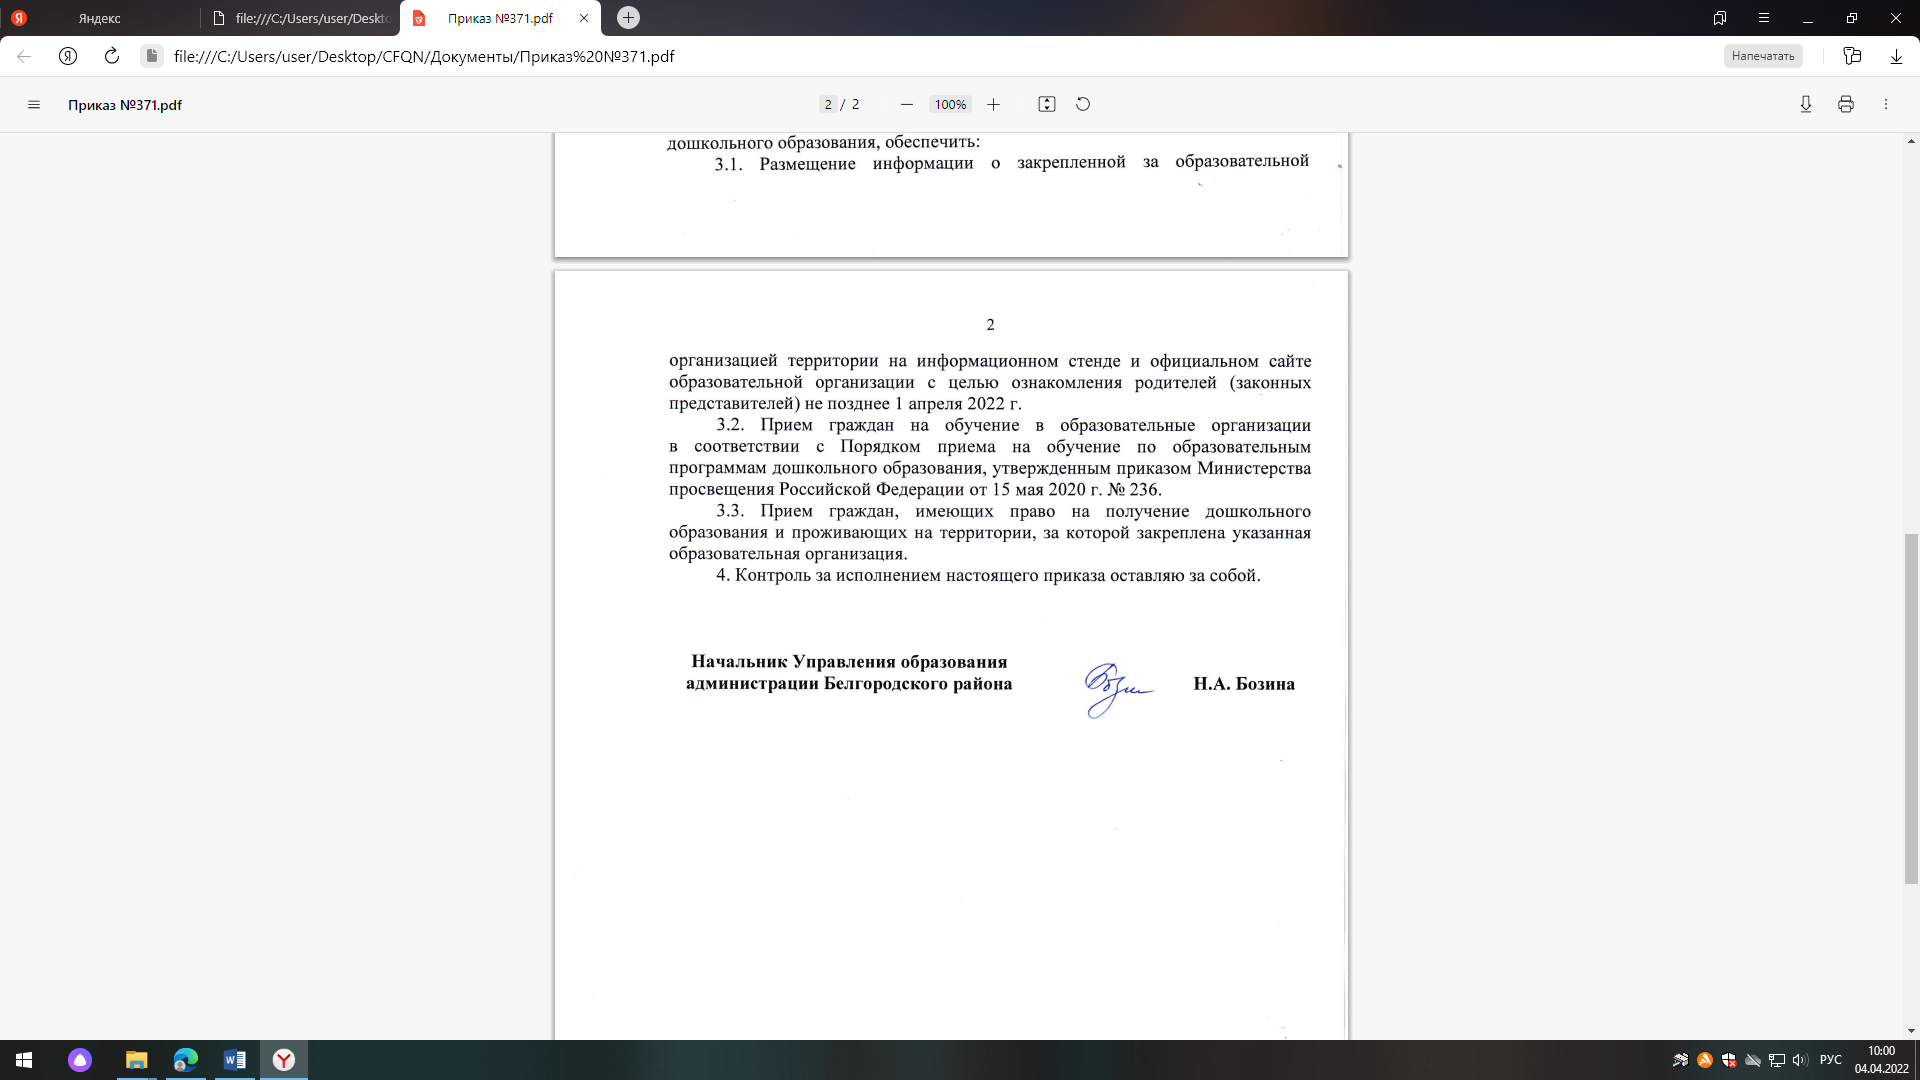 Яндекс
file:///C:/Users/user/Deskto
Приказ №371.pdf
file:///C:/Users/user/Desktop/CFQN/Документы/Приказ%20№371.pdf
Напечатать
Приказ №371.pdf
2 / 2
100%
дошкольного образования, обеспечить:
3.1. Размещение информации о закрепленной за образовательной
2
организацией территории на информационном стенде и официальном сайте
образовательной организации с целью ознакомления родителей (законных
представителей) не позднее 1 апреля 2022 г.
3.2. Прием граждан на обучение в образовательные организации
в соответствии с Порядком приема на обучение по образовательным
программам дошкольного образования, утвержденным приказом Министерства
просвещения Российской Федерации от 15 мая 2020 г. № 236.
3.3. Прием граждан, имеющих право на получение дошкольного
образования и проживающих на территории, за которой закреплена указанная
образовательная организация.
4. Контроль за исполнением настоящего приказа оставляю за собой.
Начальник Управления образования
администрации Белгородского района
Н.А. Бозина
РУС
10:00
04.04.2022